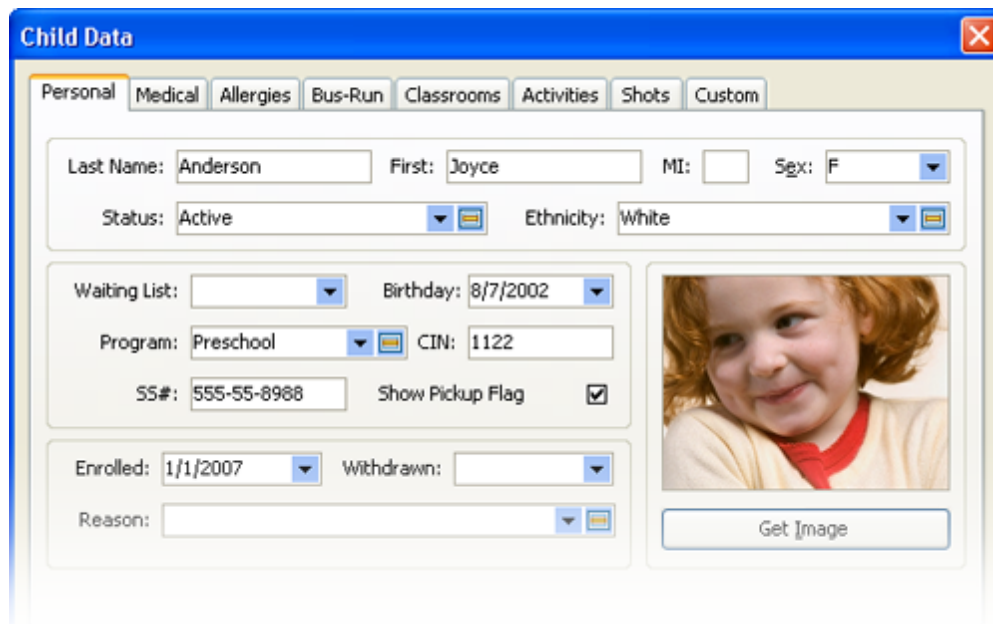 Child Data
Personal Medical Allergies Bus-Run Classrooms Activities Shots Custom
Last Name: Anderson First: Joyce MI: Sex: F
Status: Active Ethnicity: White
Waiting List: Birthday: 8/7/2002
Program: Preschool CIN: 1122
SS#: 555-55-8988 Show Pickup Flag
Enrolled: 1/1/2007 Withdrawn:
Reason:
Get Image